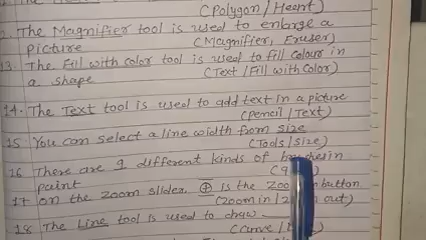 (Polygon / Heart)
The Magnifier tool is used to enlarge a
picture (Magnifier, Eraser)
13. The Fill with color tool is used to fill colour in
a shape (Text / Fill with Color)
14. The Text tool is used to add text in a picture
(pencil / Text)
15 You can select a line width from size
(Tools / size)
16 There are 9 different kinds of in
paint (9
17 on the zoom slider, ⊕ is the button
(zoom in / out)
18 The Line tool is used to draw
(curve /